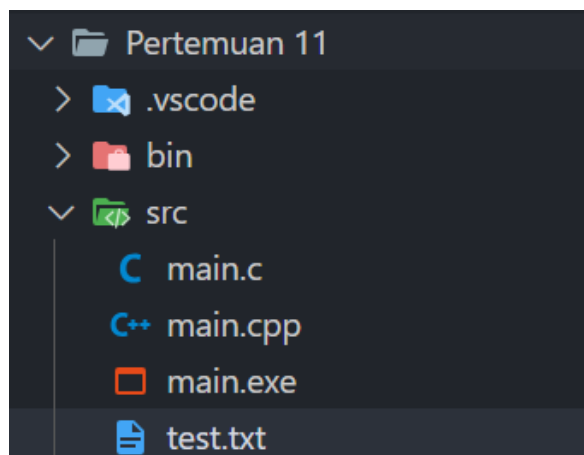 Pertemuan 11
.vscode
bin
src
main.c
main.cpp
main.exe
test.txt